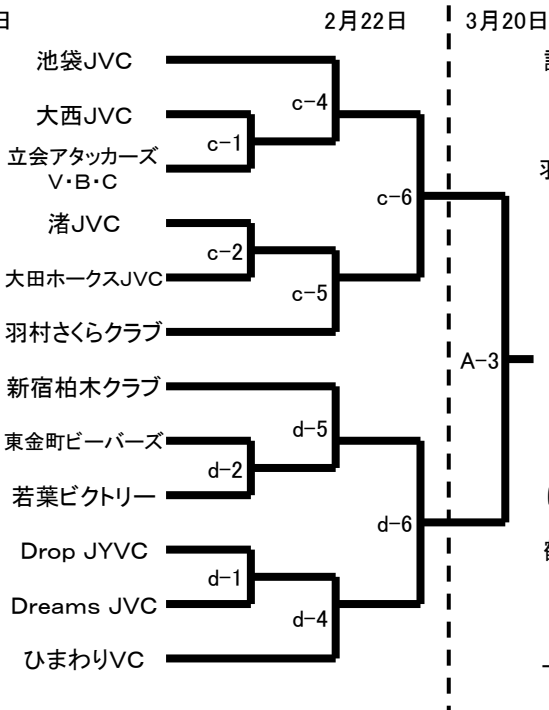 日
2月22日
3月20日
池袋JVC
大西JVC
立会アタッカーズ
V・B・C
渚JVC
大田ホークスJVC
羽村さくらクラブ
新宿柏木クラブ
東金町ビーバーズ
若葉ビクトリー
Drop JYVC
Dreams JVC
ひまわりVC
c-4
c-1
c-6
c-2
c-5
A-3
d-5
d-2
d-6
d-1
d-4